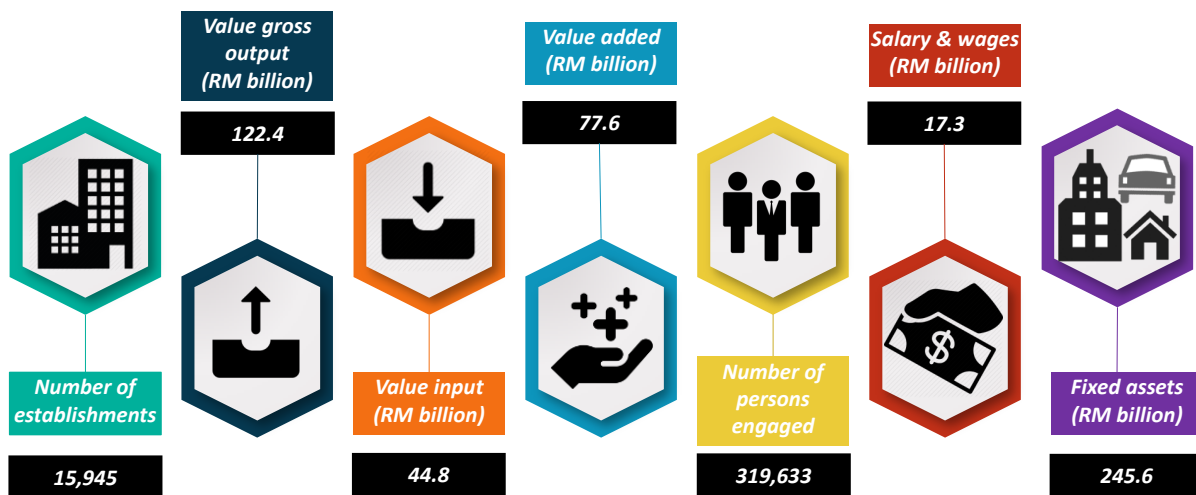 Number of
establishments
15,945
Value gross
output
(RM billion)
122.4
Value input
(RM billion)
44.8
Value added
(RM billion)
77.6
Number of
persons
engaged
319,633
Salary & wages
(RM billion)
17.3
$
Fixed assets
(RM billion)
245.6